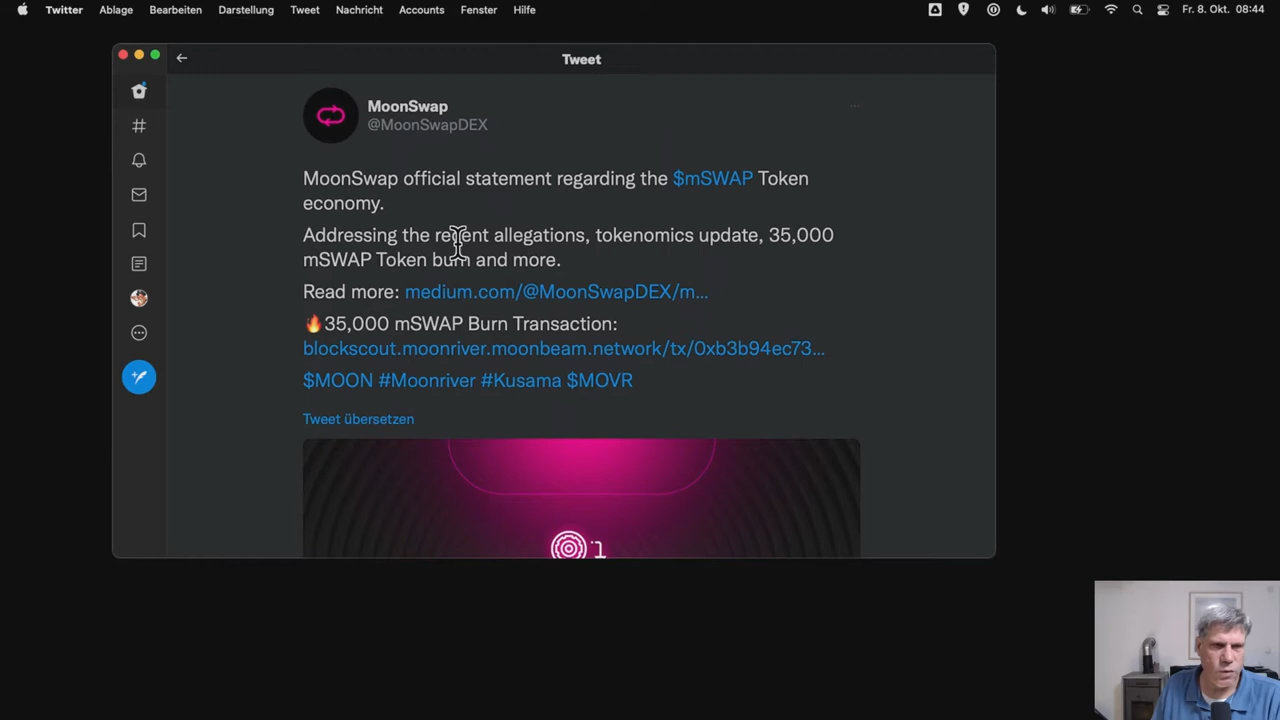 Twitter Ablage Bearbeiten Darstellung Tweet Nachricht Accounts Fenster Hilfe Fr. 8. Okt. 08:44
Tweet
MoonSwap
@MoonSwapDEX
MoonSwap official statement regarding the $mSWAP Token
economy.
Addressing the recent allegations, tokenomics update, 35,000
mSWAP Token burn and more.
Read more: medium.com/@MoonSwapDEX/m...
🔥35,000 mSWAP Burn Transaction:
blockscout.moonriver.moonbeam.network/tx/0xb3b94ec73...
$MOON #Moonriver #Kusama $MOVR
Tweet übersetzen